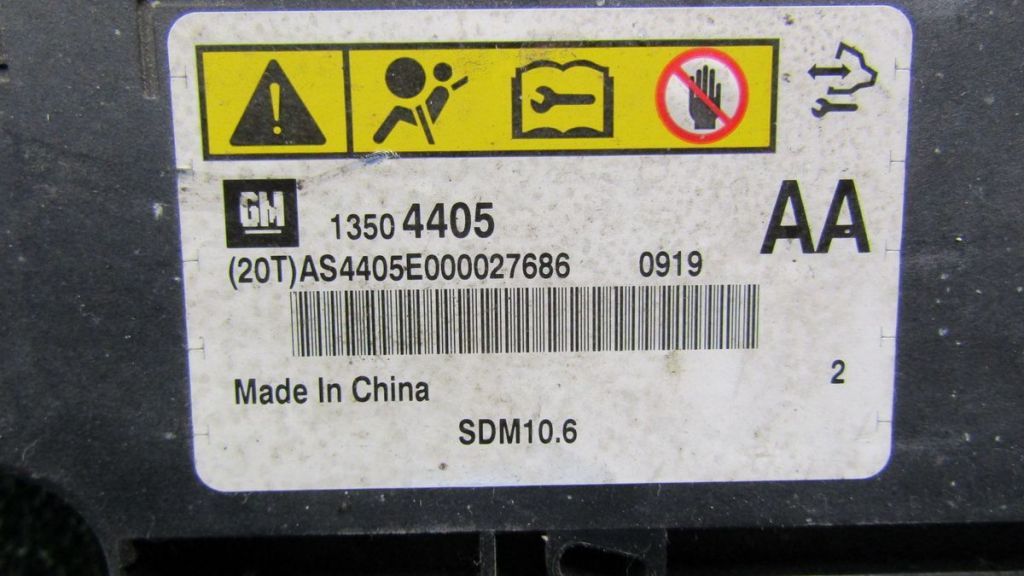 GM 1350 4405 AA
(20T)AS4405E000027686 0919
Made In China 2
SDM10.6